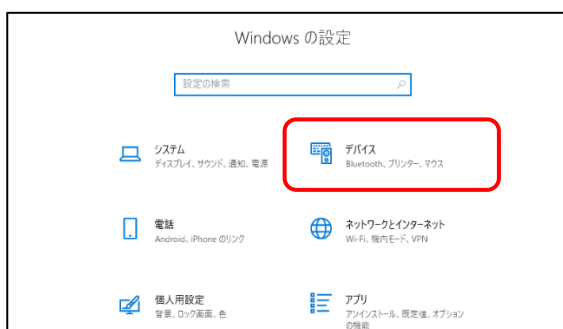 Windows の設定
設定の検索
システム
ディスプレイ、サウンド、通知、電源
デバイス
Bluetooth、プリンター、マウス
電話
Android、iPhone のリンク
ネットワークとインターネット
Wi-Fi、機内モード、VPN
個人用設定
背景、ロック画面、色
アプリ
アンインストール、既定値、オプション
の機能